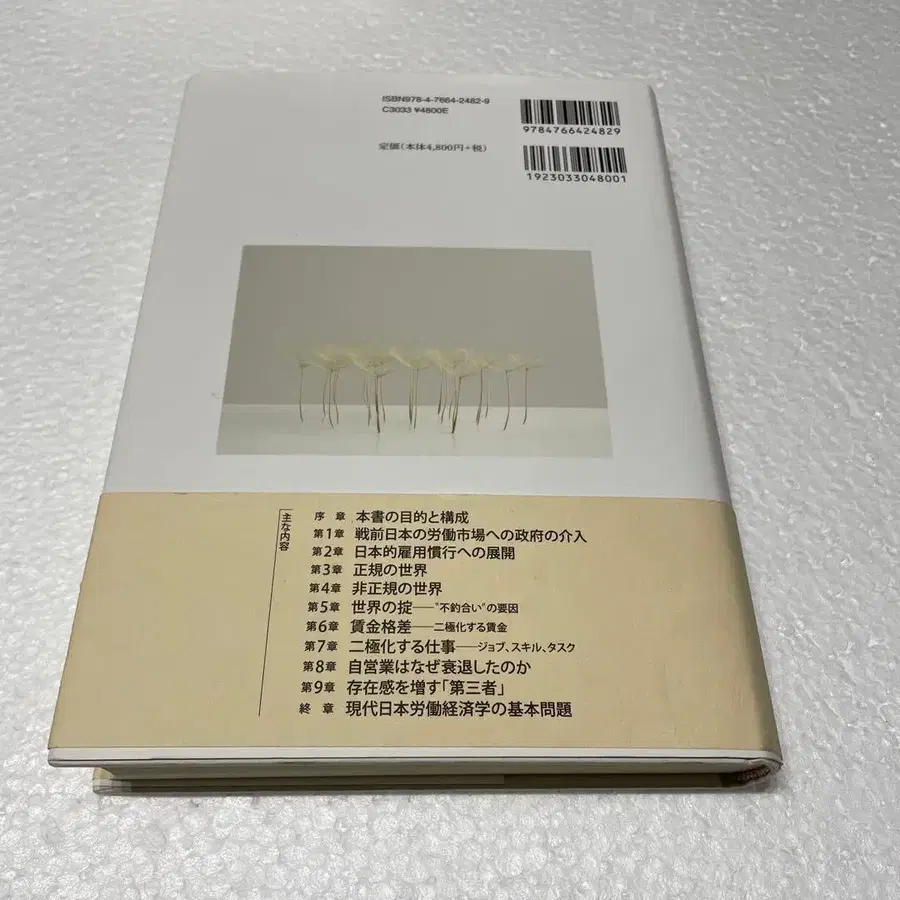 ISBN978-4-7664-2482-9
C3033 ¥4800E
定価(本体4,800円+税)
9784766424829
1923033048001
主な内容
序 章 本書の目的と構成
第1章 戦前日本の労働市場への政府の介入
第2章 日本的雇用慣行への展開
第3章 正規の世界
第4章 非正規の世界
第5章 世界の掟──"不釣合い"の要因
第6章 賃金格差──二極化する賃金
第7章 二極化する仕事──ジョブ、スキル、タスク
第8章 自営業はなぜ衰退したのか
第9章 存在感を増す「第三者」
終 章 現代日本労働経済学の基本問題